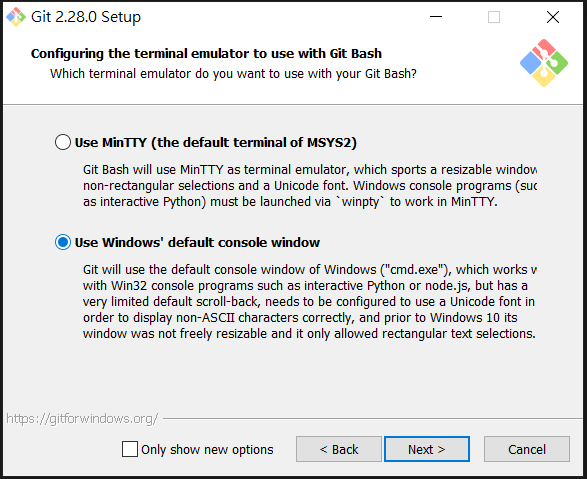 Git 2.28.0 Setup
Configuring the terminal emulator to use with Git Bash
Which terminal emulator do you want to use with your Git Bash?
Use MinTTY (the default terminal of MSYS2)
Git Bash will use MinTTY as terminal emulator, which sports a resizable window
non-rectangular selections and a Unicode font. Windows console programs (suc
as interactive Python) must be launched via `winpty` to work in MinTTY.
Use Windows' default console window
Git will use the default console window of Windows ("cmd.exe"), which works w
with Win32 console programs such as interactive Python or node.js, but has a
very limited default scroll-back, needs to be configured to use a Unicode font in
order to display non-ASCII characters correctly, and prior to Windows 10 its
window was not freely resizable and it only allowed rectangular text selections.
https://gitforwindows.org/
Only show new options
< Back
Next >
Cancel